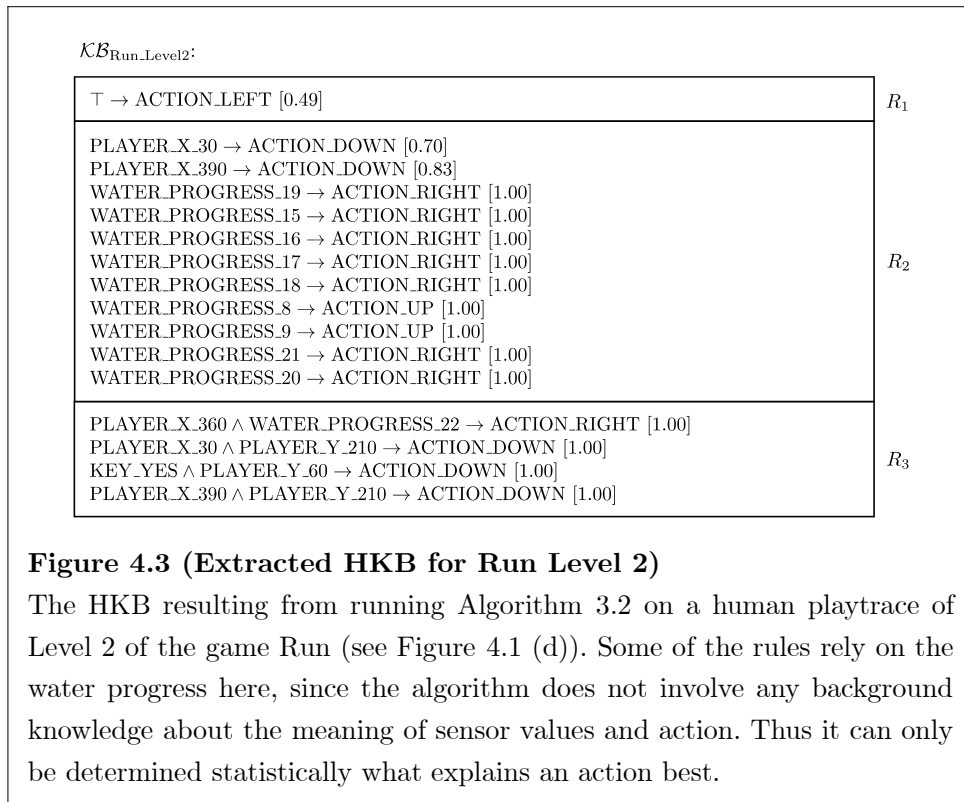 𝒦ℬRun_Level2:
⊤ → ACTION_LEFT [0.49]
R1
PLAYER_X_30 → ACTION_DOWN [0.70]
PLAYER_X_390 → ACTION_DOWN [0.83]
WATER_PROGRESS_19 → ACTION_RIGHT [1.00]
WATER_PROGRESS_15 → ACTION_RIGHT [1.00]
WATER_PROGRESS_16 → ACTION_RIGHT [1.00]
WATER_PROGRESS_17 → ACTION_RIGHT [1.00]
WATER_PROGRESS_18 → ACTION_RIGHT [1.00]
WATER_PROGRESS_8 → ACTION_UP [1.00]
WATER_PROGRESS_9 → ACTION_UP [1.00]
WATER_PROGRESS_21 → ACTION_RIGHT [1.00]
WATER_PROGRESS_20 → ACTION_RIGHT [1.00]
R2
PLAYER_X_360 ∧ WATER_PROGRESS_22 → ACTION_RIGHT [1.00]
PLAYER_X_30 ∧ PLAYER_Y_210 → ACTION_DOWN [1.00]
KEY_YES ∧ PLAYER_Y_60 → ACTION_DOWN [1.00]
PLAYER_X_390 ∧ PLAYER_Y_210 → ACTION_DOWN [1.00]
R3
Figure 4.3 (Extracted HKB for Run Level 2)
The HKB resulting from running Algorithm 3.2 on a human playtrace of
Level 2 of the game Run (see Figure 4.1 (d)). Some of the rules rely on the
water progress here, since the algorithm does not involve any background
knowledge about the meaning of sensor values and action. Thus it can only
be determined statistically what explains an action best.